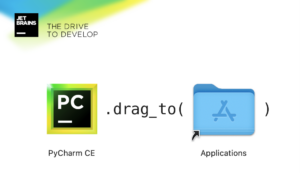 JET
BRAINS
THE DRIVE
TO DEVELOP
PC
.drag_to(
)
PyCharm CE
Applications